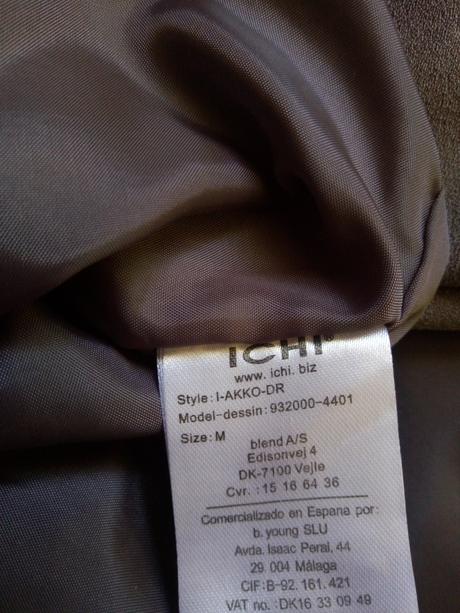 ICHI®
www.ichi.biz
Style: I-AKKO-DR
Model-dessin: 932000-4401
Size: M
blend A/S
Edisonvej 4
DK-7100 Vejle
Cvr. : 15 16 64 36
Comercializado en Espana por:
b. young SLU
Avda. Isaac Peral, 44
29 004 Málaga
CIF: B-92. 161. 421
VAT no. : DK16 33 09 49